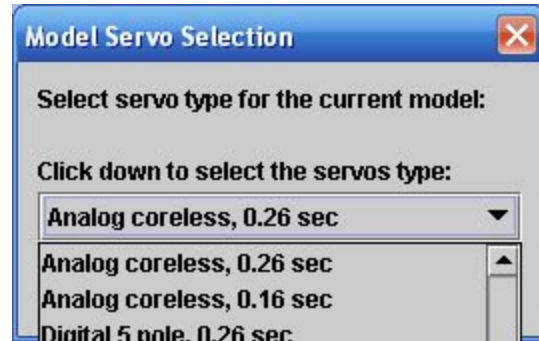 Model Servo Selection
Select servo type for the current model:
Click down to select the servos type:
Analog coreless, 0.26 sec
Analog coreless, 0.26 sec
Analog coreless, 0.16 sec
Digital 5 pole, 0.26 sec